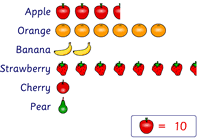 Apple
Orange
Banana
Strawberry
Cherry
Pear
= 10